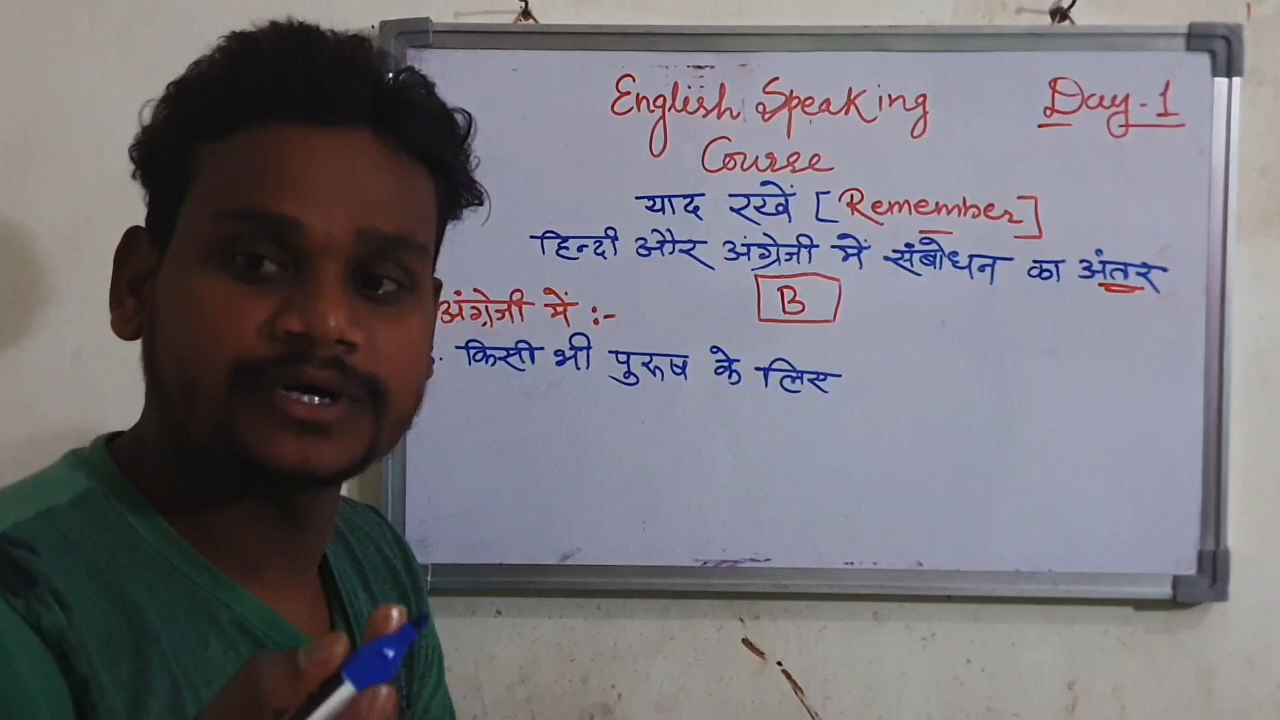 English Speaking Day-1
Course
याद रखें [Remember]
हिन्दी और अंग्रेजी में संबोधन का अंतर
B
अंग्रेजी में :-
किसी भी पुरूष के लिए